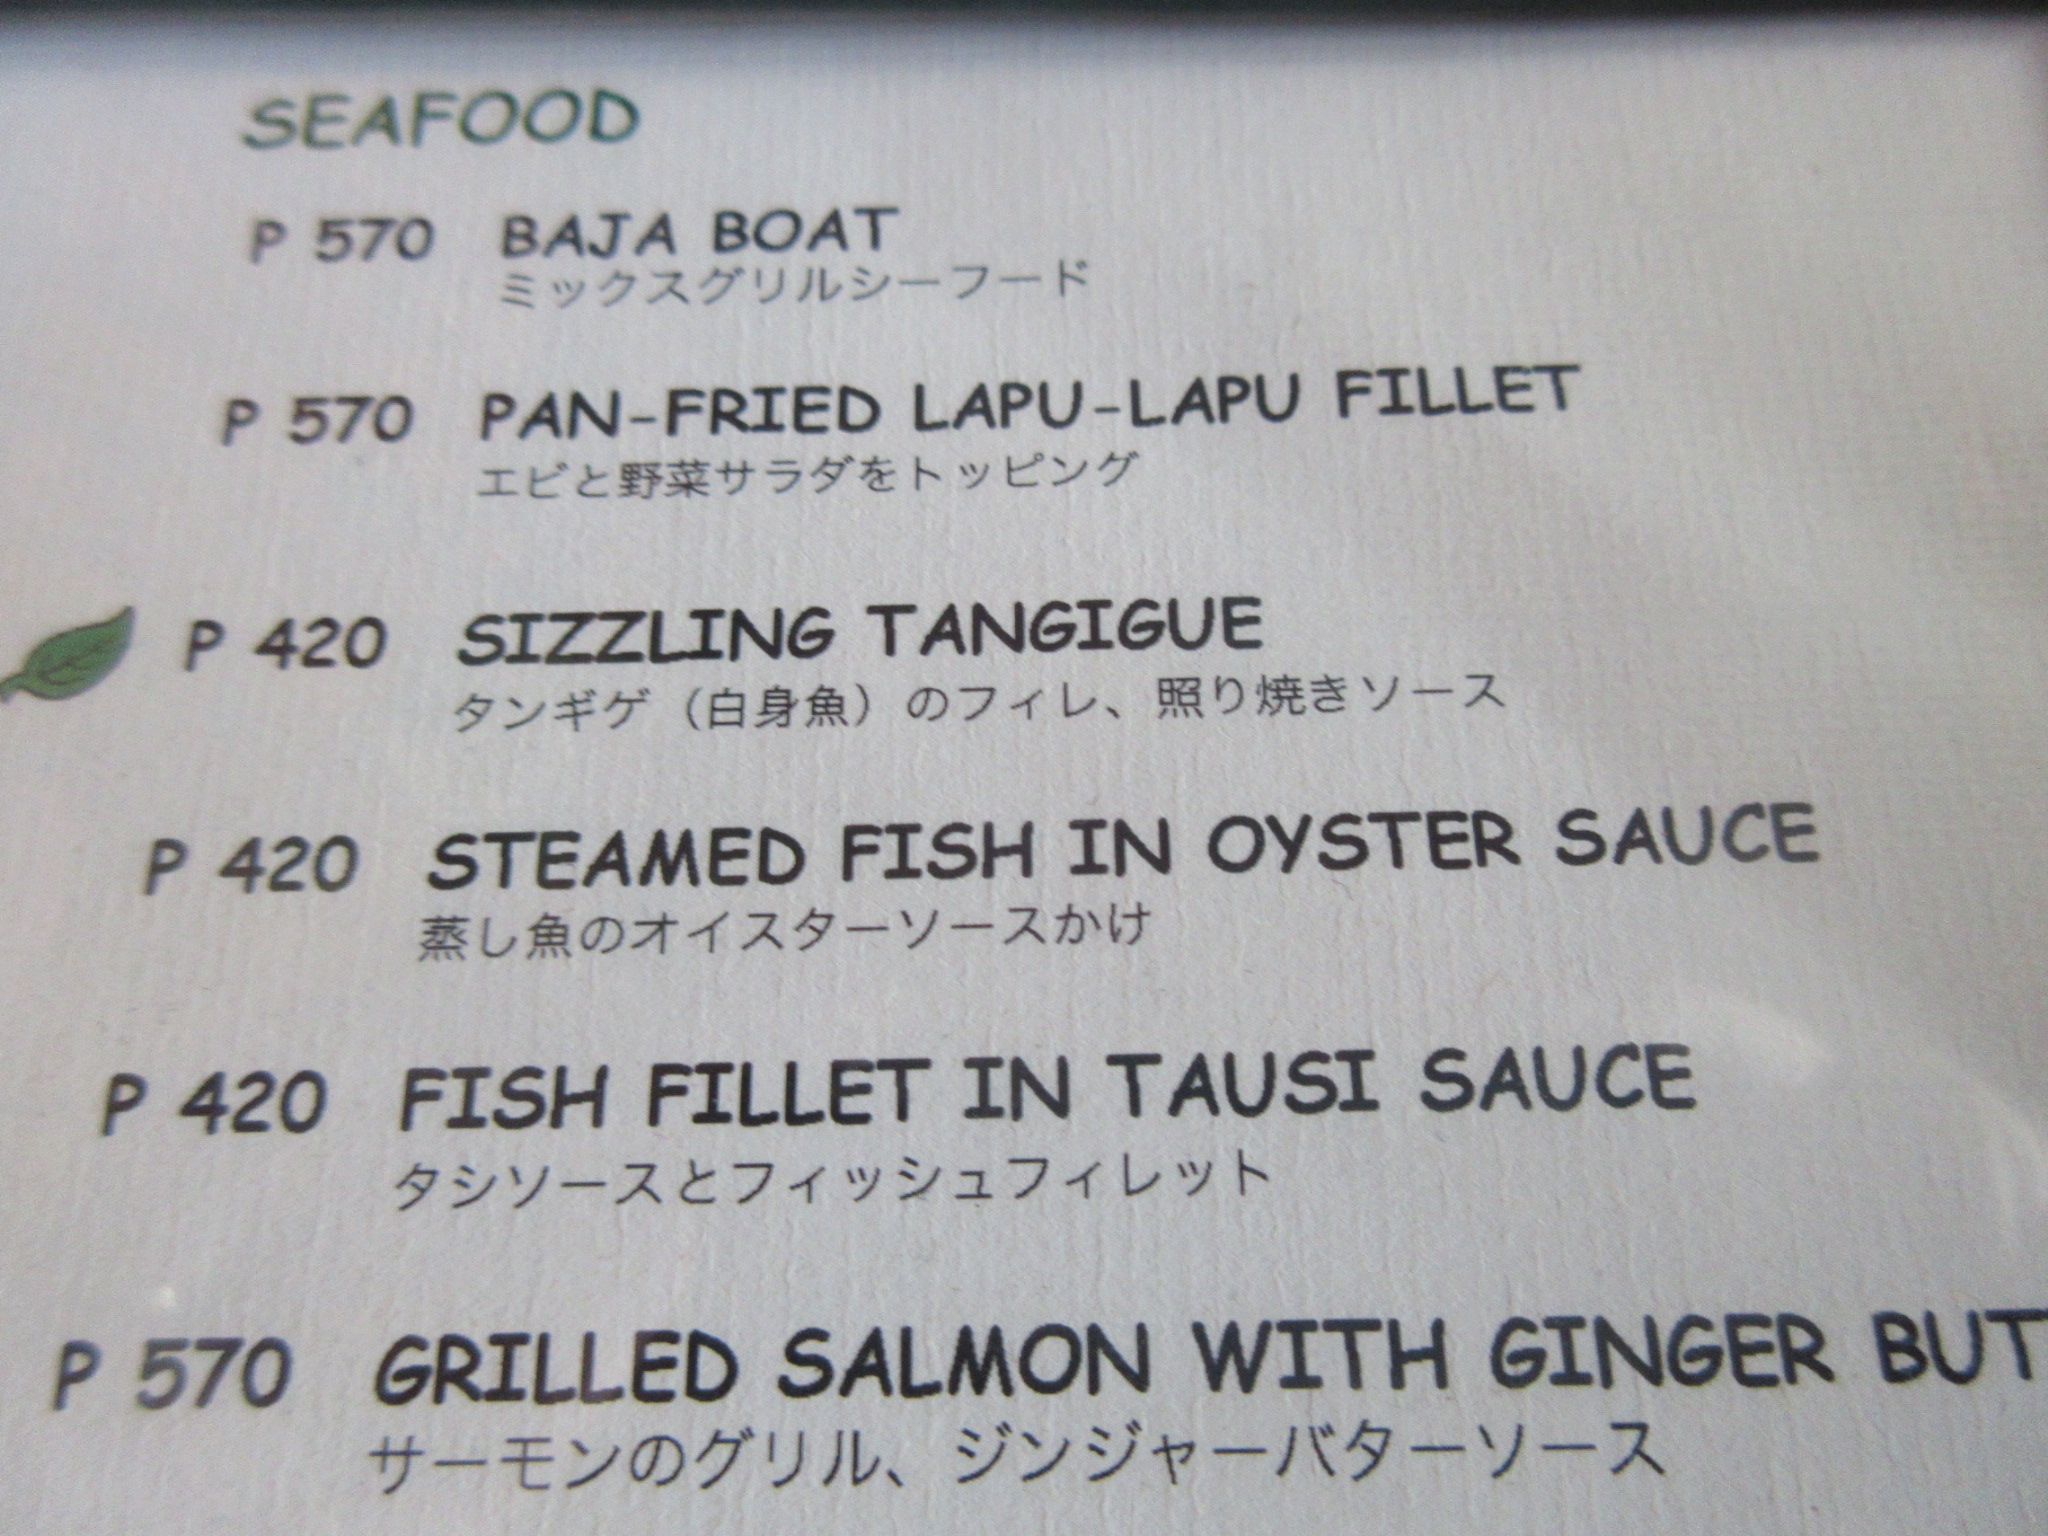 SEAFOOD
P 570 BAJA BOAT
ミックスグリルシーフード
P 570 PAN-FRIED LAPU-LAPU FILLET
エビと野菜サラダをトッピング
P 420 SIZZLING TANGIGUE
タンギゲ（白身魚）のフィレ、照り焼きソース
P 420 STEAMED FISH IN OYSTER SAUCE
蒸し魚のオイスターソースかけ
P 420 FISH FILLET IN TAUSI SAUCE
タシソースとフィッシュフィレット
P 570 GRILLED SALMON WITH GINGER BUT
サーモンのグリル、ジンジャーバターソース